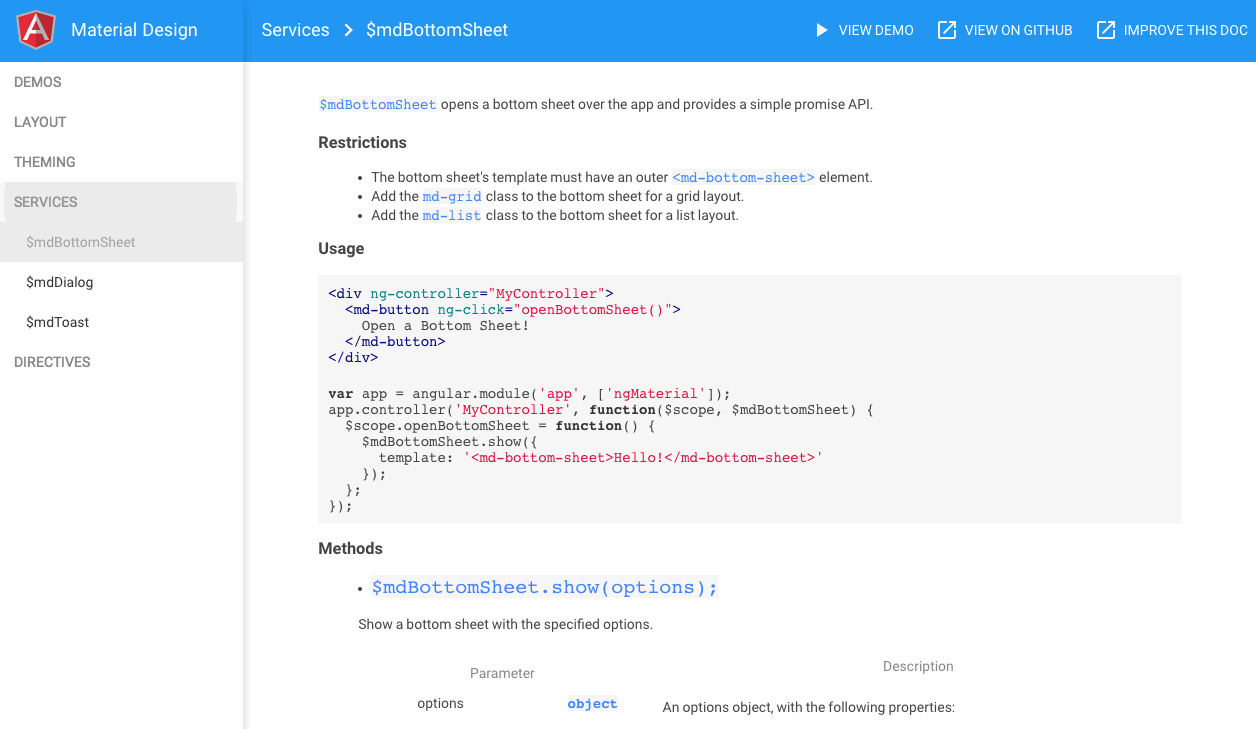 Material Design
Services > $mdBottomSheet
VIEW DEMO
VIEW ON GITHUB
IMPROVE THIS DOC
DEMOS
LAYOUT
THEMING
SERVICES
$mdBottomSheet
$mdDialog
$mdToast
DIRECTIVES
$mdBottomSheet opens a bottom sheet over the app and provides a simple promise API.
Restrictions
• The bottom sheet's template must have an outer <md-bottom-sheet> element.
• Add the md-grid class to the bottom sheet for a grid layout.
• Add the md-list class to the bottom sheet for a list layout.
Usage
<div ng-controller="MyController">
  <md-button ng-click="openBottomSheet()">
    Open a Bottom Sheet!
  </md-button>
</div>
var app = angular.module('app', ['ngMaterial']);
app.controller('MyController', function($scope, $mdBottomSheet) {
  $scope.openBottomSheet = function() {
    $mdBottomSheet.show({
      template: '<md-bottom-sheet>Hello!</md-bottom-sheet>'
    });
  };
});
Methods
• $mdBottomSheet.show(options);
Show a bottom sheet with the specified options.
Parameter
Description
options object An options object, with the following properties: